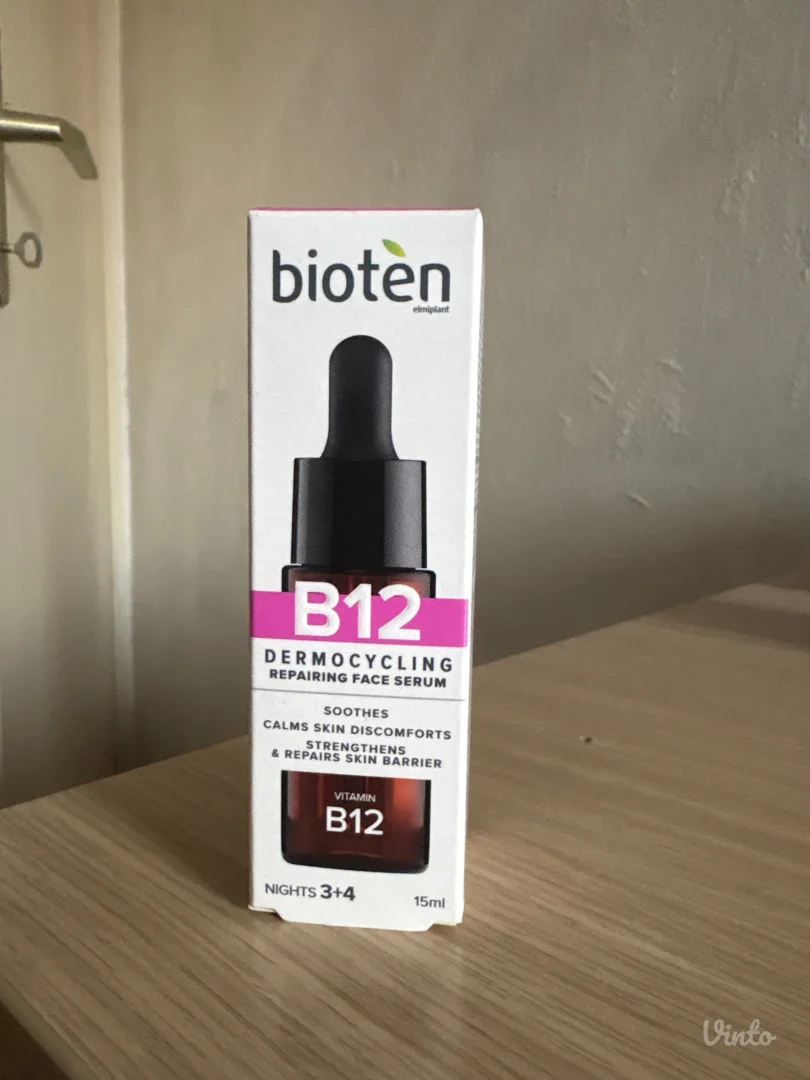 bioten
elmiplant
B12
DERMOCYCLING
REPAIRING FACE SERUM
SOOTHES
CALMS SKIN DISCOMFORTS
STRENGTHENS
& REPAIRS SKIN BARRIER
VITAMIN
B12
NIGHTS 3+4
15ml
Vinto